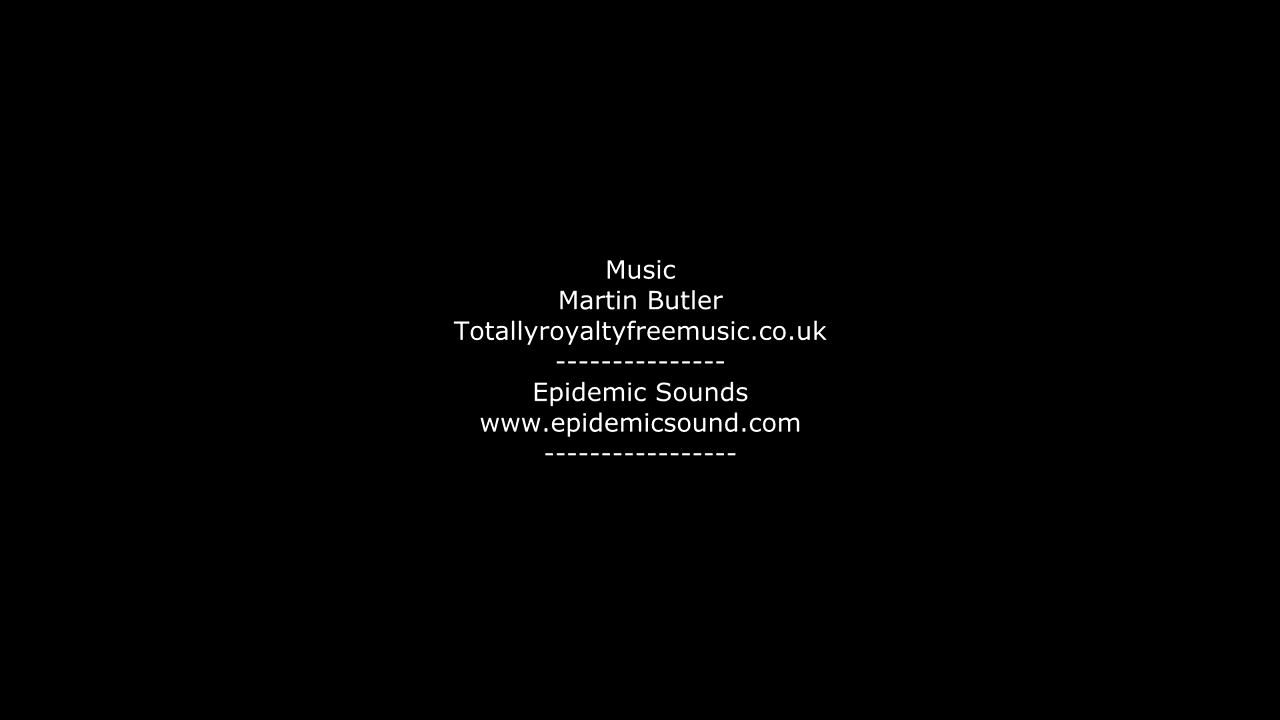 Music
Martin Butler
Totallyroyaltyfreemusic.co.uk
---------------
Epidemic Sounds
www.epidemicsound.com
-----------------